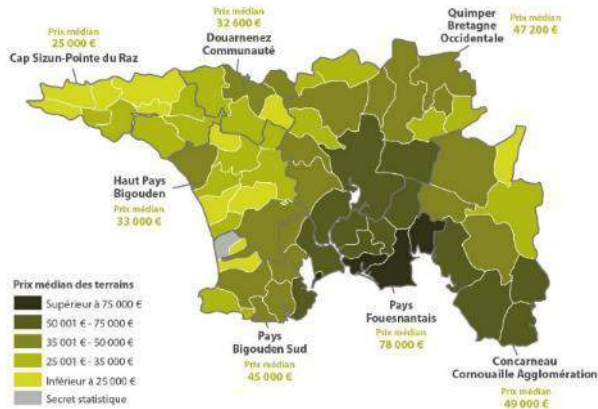 Prix médian
25 000 €
Cap Sizun-Pointe du Raz
Prix médian
32 600 €
Douarnenez
Communauté
Quimper
Bretagne
Occidentale
Prix médian
47 200 €
Haut Pays
Bigouden
Prix médian
33 000 €
Prix médian des terrains
Supérieur à 75 000 €
50 001 € - 75 000 €
35 001 € - 50 000 €
25 001 € - 35 000 €
Inférieur à 25 000 €
Secret statistique
Pays
Bigouden Sud
Prix médian
45 000 €
Pays
Fouesnantais
Prix médian
78 000 €
Concarneau
Cornouaille Agglomération
Prix médian
49 000 €